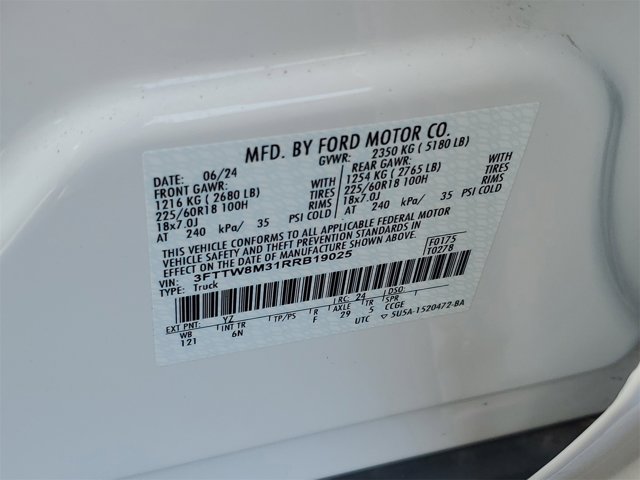 MFD. BY FORD MOTOR CO.
DATE: 06/24 GVWR: 2350 KG ( 5180 LB)
FRONT GAWR: REAR GAWR:
1216 KG ( 2680 LB) WITH 1254 KG ( 2765 LB) WITH
225/60R18 100H TIRES 225/60R18 100H TIRES
18x7.0J RIMS 18x7.0J RIMS
AT 240 kPa/ 35 PSI COLD AT 240 kPa/ 35 PSI COLD
THIS VEHICLE CONFORMS TO ALL APPLICABLE FEDERAL MOTOR
VEHICLE SAFETY AND BUMPER STANDARDS IN
EFFECT ON THE DATE OF MANUFACTURE SHOWN ABOVE.
VIN: 3FTTW8M31RRB19025 F0175
TYPE: Truck T0278
EXT PNT: YZ RC: 24 DSO:
WB INT TR TP/PS R AXLE TR SPR
121 6N F 29 5 CCGE
UTC ▽ SU5A-1520472-BA